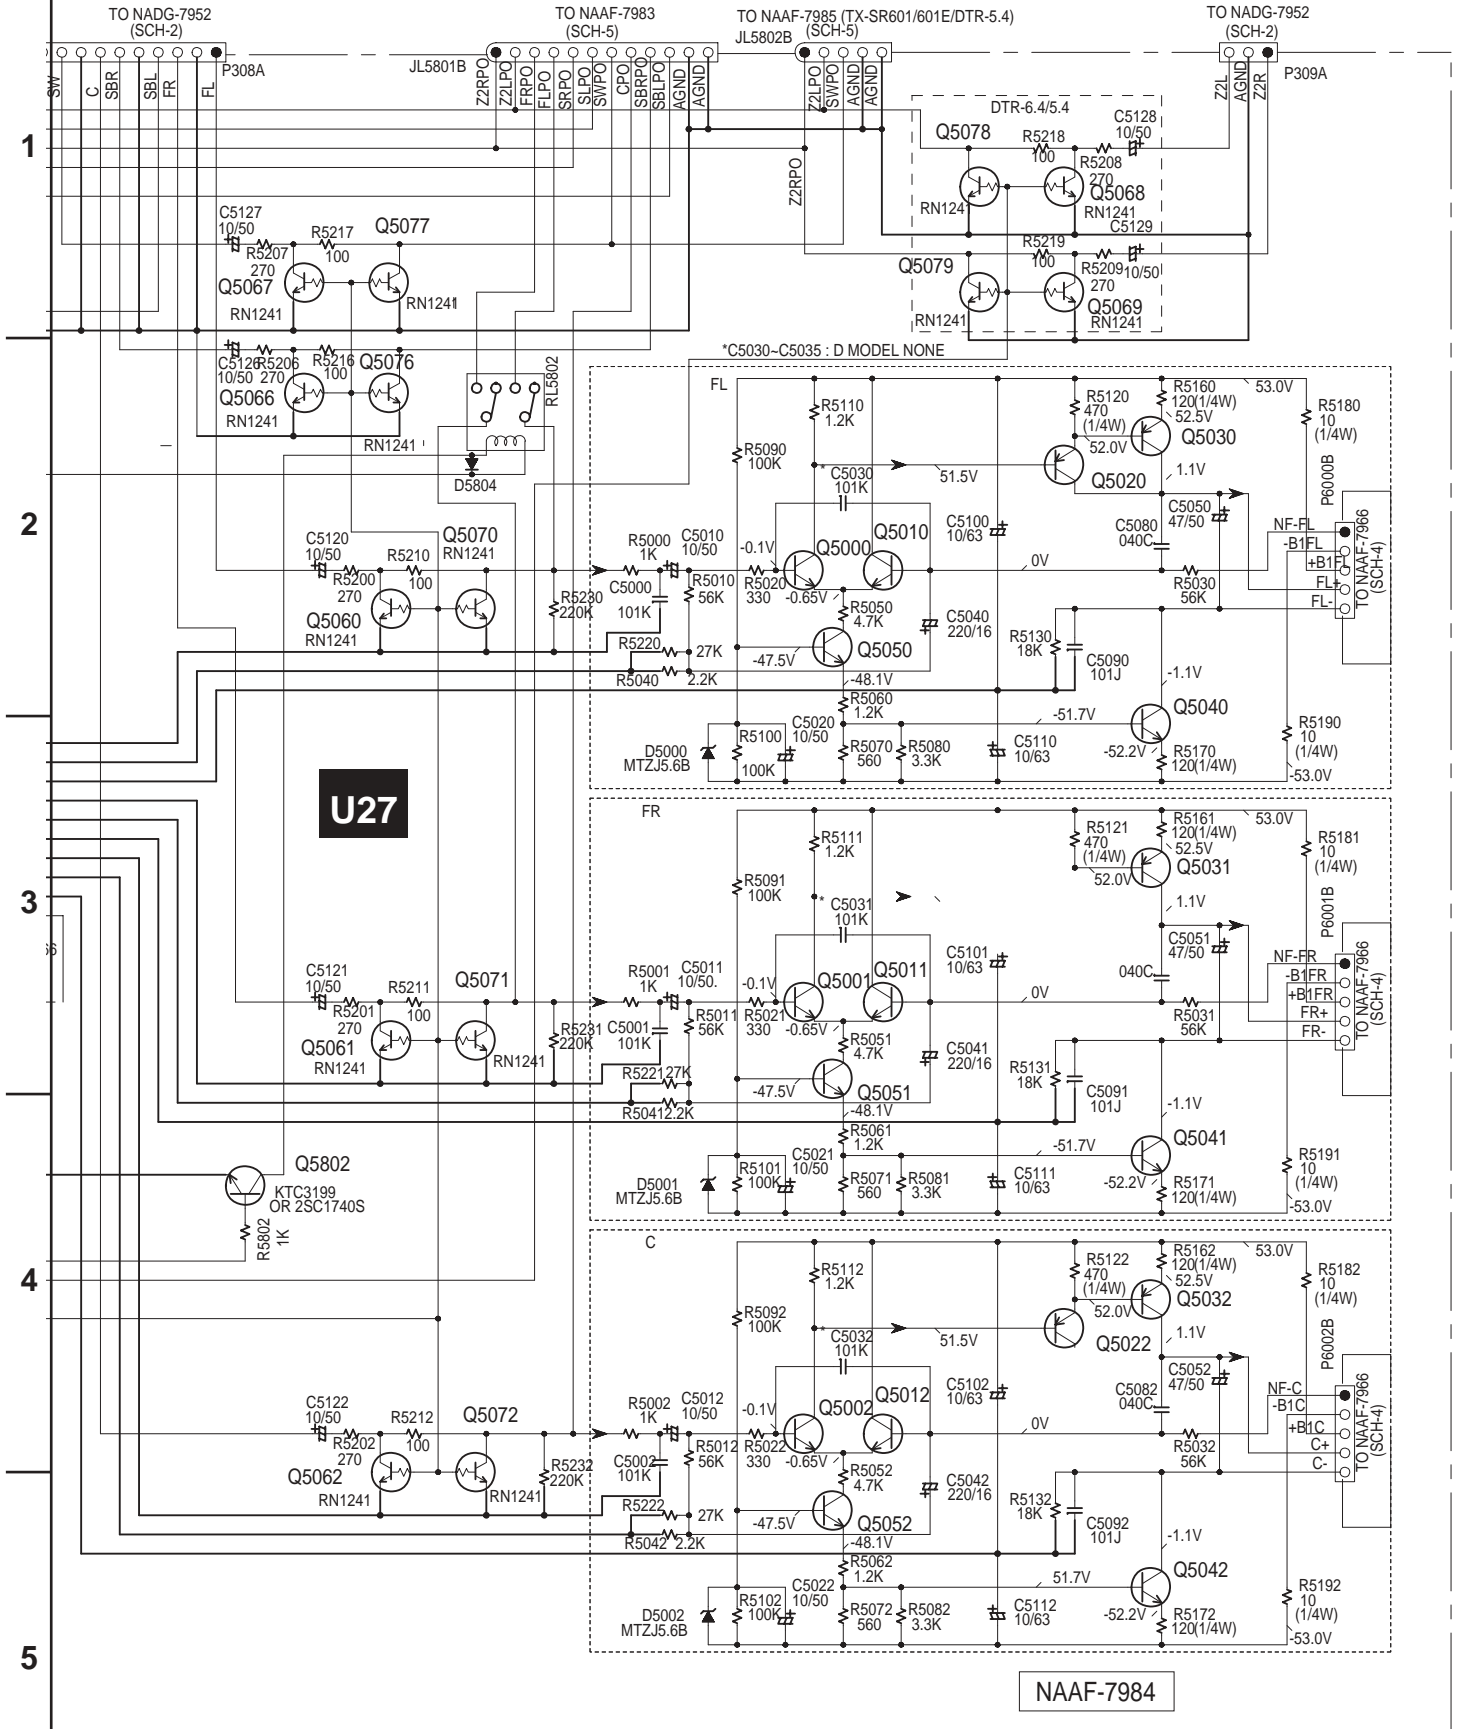 TO NADG-7952
(SCH-2)
TO NAAF-7983
(SCH-5)
TO NAAF-7985 (TX-SR601/601E/DTR-5.4)
(SCH-5)
JL5802B
TO NADG-7952
(SCH-2)
P308A
JL5801B
P309A
SW
C
SBR
SBL
FR
FL
Z2RPO
Z2LPO
FRPO
FLPO
SRPO
SLPO
SWPO
CPO
SBRPO
SBLPO
AGND
AGND
Z2LPO
SWPO
AGND
AGND
Z2L
AGND
Z2R
1
Z2RPO
DTR-6.4/5.4
Q5078
R5218
100
C5128
10/50
R5208
270
Q5068
RN1241
RN1241
C5129
R5219
100
Q5079
R5209
10/50
270
Q5069
RN1241
RN1241
C5127
10/50
R5217
100
Q5077
R5207
270
Q5067
RN1241
RN1241
C5126
10/50
R5206
270
R5216
100
Q5076
Q5066
RN1241
RN1241
RL5802
D5804
*C5030~C5035 : D MODEL NONE
2
C5120
10/50
R5210
100
Q5070
RN1241
R5200
270
Q5060
RN1241
R5230
220K
FL
R5110
1.2K
R5090
100K
*
C5030
101K
51.5V
R5120
470
(1/4W)
52.0V
R5160
120(1/4W)
52.5V
53.0V
Q5030
Q5020
1.1V
R5180
10
(1/4W)
P6000B
R5000
1K
C5010
10/50
-0.1V
Q5000
Q5010
C5100
10/63
C5080
040C
C5050
47/50
0V
C5000
101K
R5010
56K
R5020
330
-0.65V
R5050
4.7K
R5030
56K
NF-FL
-B1FL
+B1FL
FL+
FL-
TO NAAF-7966
(SCH-4)
R5220
27K
-47.5V
Q5050
C5040
220/16
R5130
18K
C5090
101J
R5040
2.2K
-48.1V
R5060
1.2K
-51.7V
-1.1V
Q5040
D5000
MTZJ5.6B
R5100
100K
C5020
10/50
R5070
560
R5080
3.3K
C5110
10/63
-52.2V
R5170
120(1/4W)
R5190
10
(1/4W)
-53.0V
U27
3
C5121
10/50
R5211
100
Q5071
R5201
270
Q5061
RN1241
RN1241
R5231
220K
FR
R5111
1.2K
R5091
100K
*
C5031
101K
R5121
470
(1/4W)
52.0V
R5161
120(1/4W)
52.5V
53.0V
Q5031
1.1V
R5181
10
(1/4W)
P6001B
R5001
1K
C5011
10/50.
-0.1V
Q5001
Q5011
C5101
10/63
040C
C5051
47/50
0V
C5001
101K
R5011
56K
R5021
330
-0.65V
R5051
4.7K
R5031
56K
NF-FR
-B1FR
+B1FR
FR+
FR-
TO NAAF-7966
(SCH-4)
R5221
27K
-47.5V
Q5051
C5041
220/16
R5131
18K
C5091
101J
R5041
2.2K
-48.1V
R5061
1.2K
-51.7V
-1.1V
Q5041
D5001
MTZJ5.6B
R5101
100K
C5021
10/50
R5071
560
R5081
3.3K
C5111
10/63
-52.2V
R5171
120(1/4W)
R5191
10
(1/4W)
-53.0V
Q5802
KTC3199
OR 2SC1740S
R5802
1K
4
C5122
10/50
R5212
100
Q5072
R5202
270
Q5062
RN1241
RN1241
R5232
220K
C
R5112
1.2K
R5092
100K
*
C5032
101K
51.5V
R5122
470
(1/4W)
52.0V
R5162
120(1/4W)
52.5V
53.0V
Q5032
Q5022
1.1V
R5182
10
(1/4W)
P6002B
R5002
1K
C5012
10/50
-0.1V
Q5002
Q5012
C5102
10/63
C5082
040C
C5052
47/50
0V
C5002
101K
R5012
56K
R5022
330
-0.65V
R5052
4.7K
R5032
56K
NF-C
-B1C
+B1C
C+
C-
TO NAAF-7966
(SCH-4)
R5222
27K
-47.5V
Q5052
C5042
220/16
R5132
18K
C5092
101J
R5042
2.2K
-48.1V
R5062
1.2K
51.7V
-1.1V
Q5042
D5002
MTZJ5.6B
R5102
100K
C5022
10/50
R5072
560
R5082
3.3K
C5112
10/63
-52.2V
R5172
120(1/4W)
R5192
10
(1/4W)
-53.0V
5
NAAF-7984